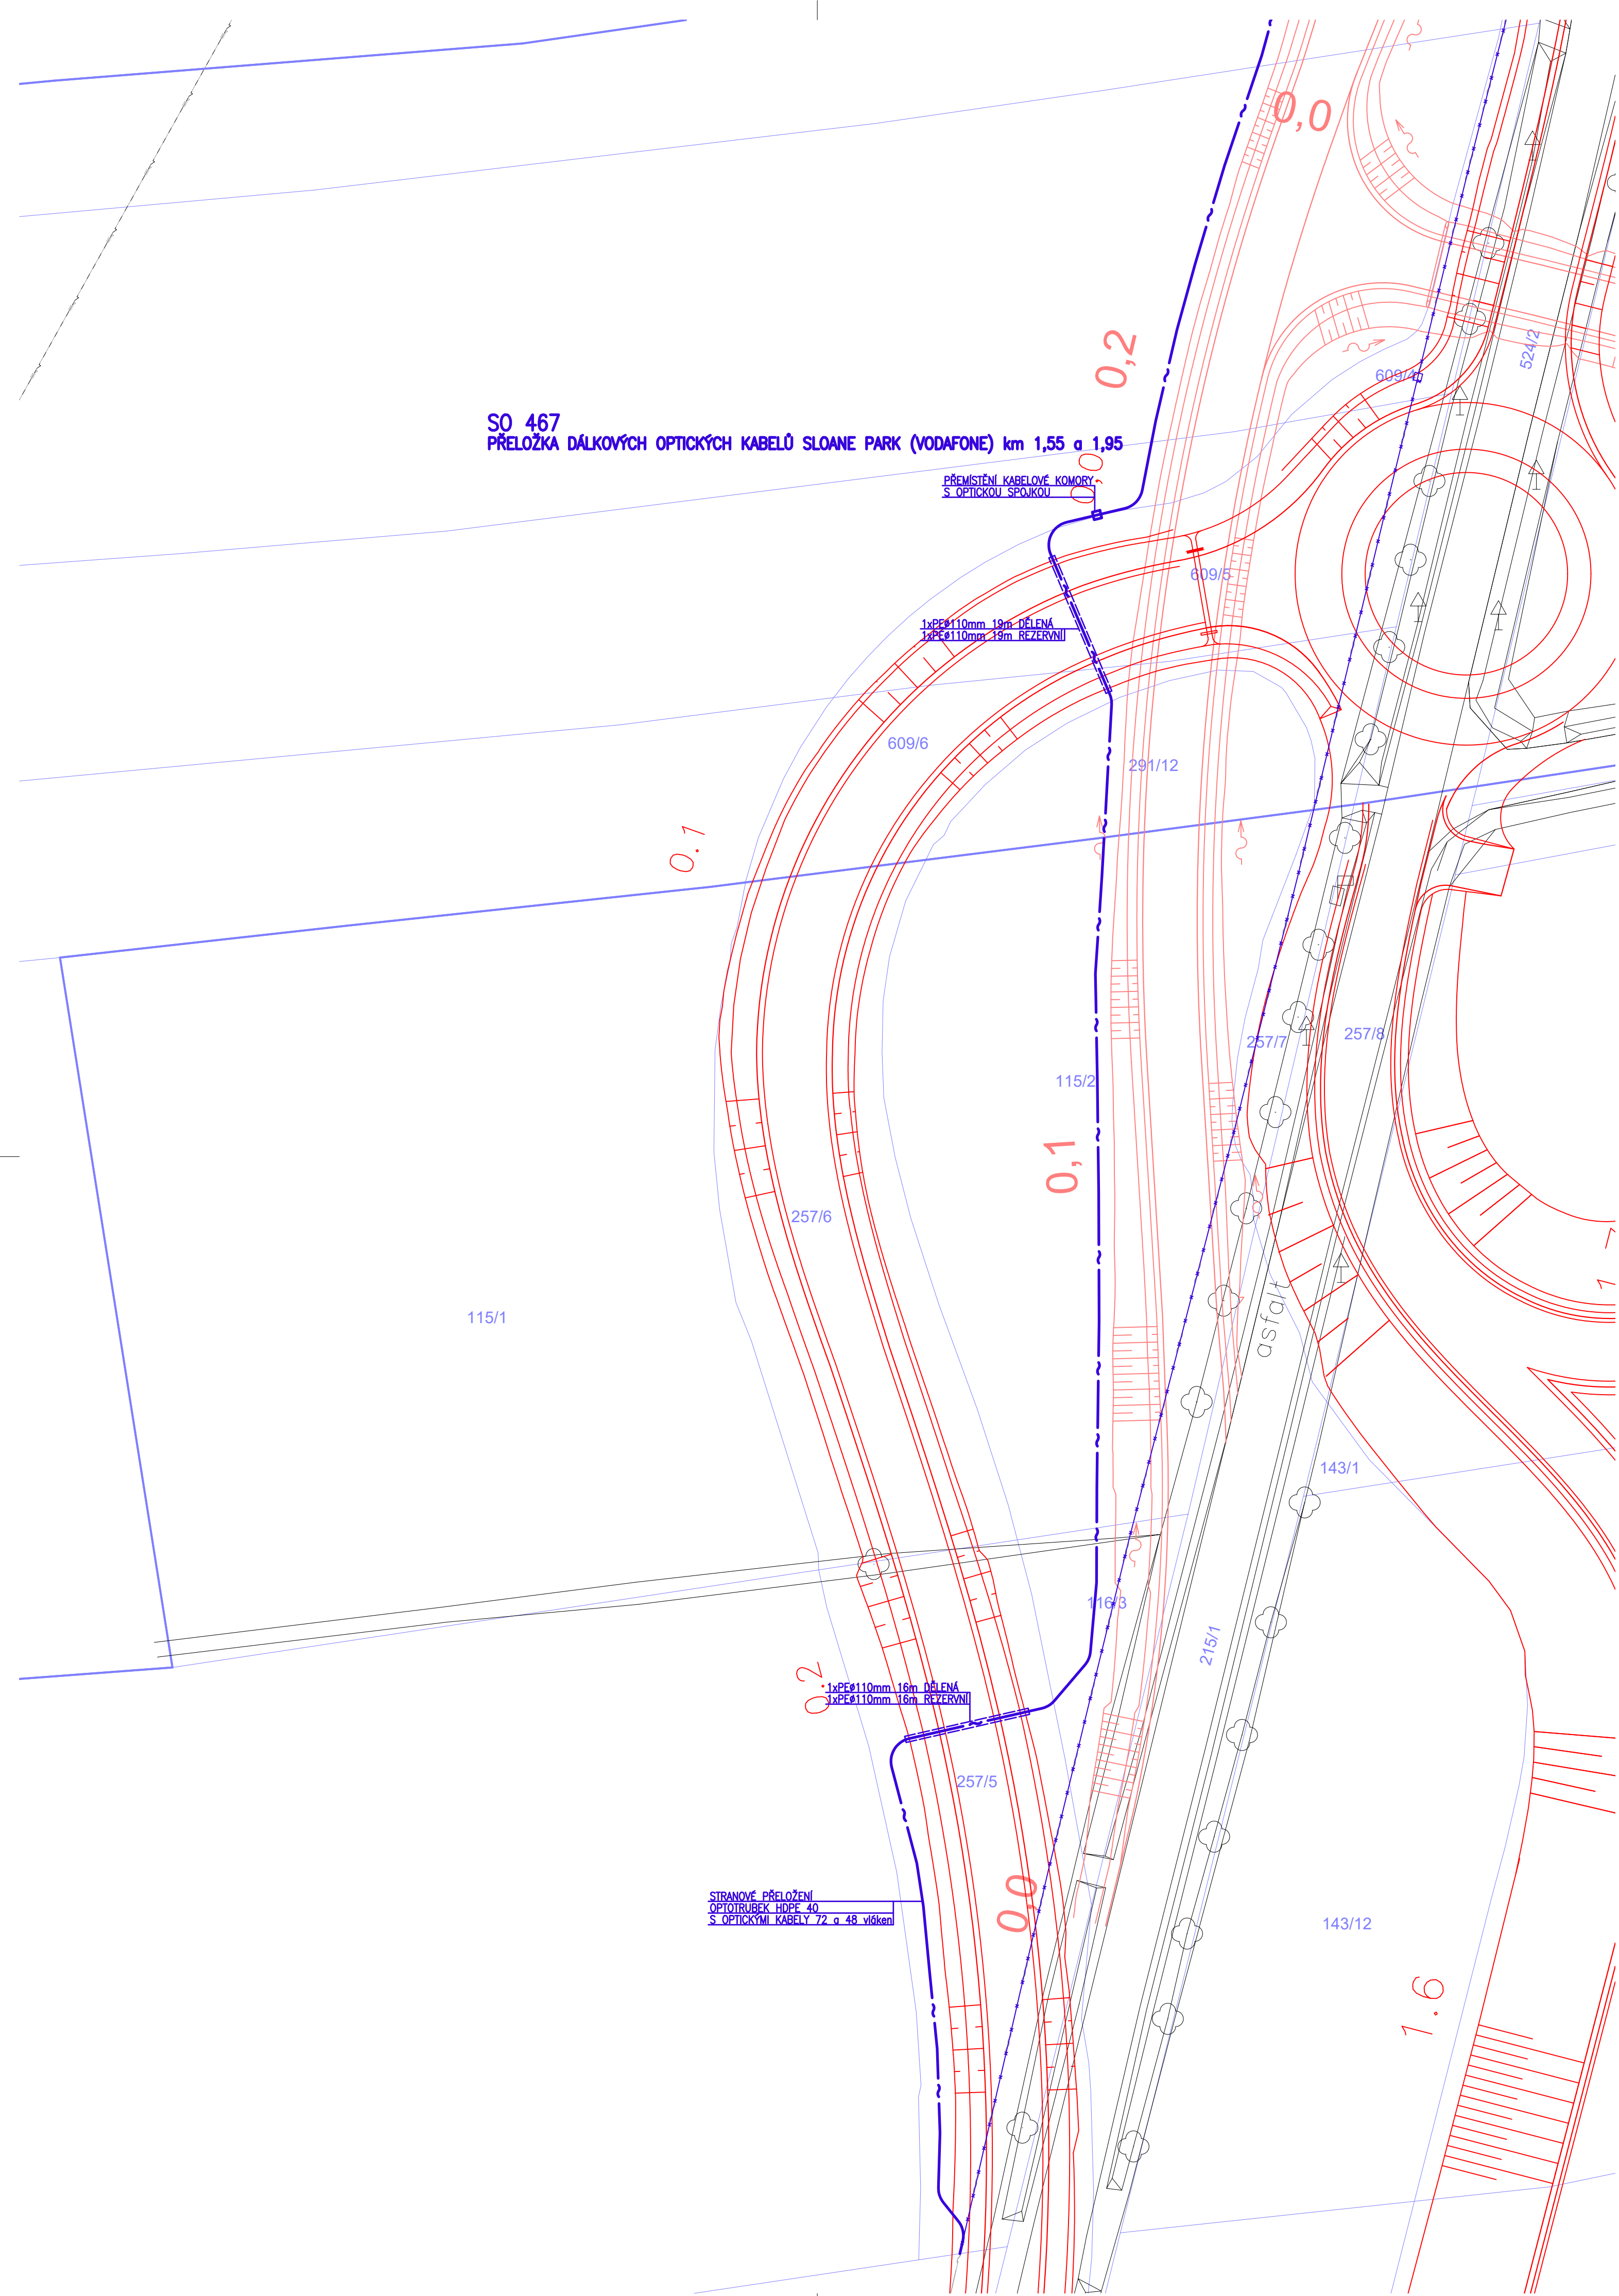 0,0
524/2
0,2
609/4
SO 467
PŘELOŽKA DÁLKOVÝCH OPTICKÝCH KABELŮ SLOANE PARK (VODAFONE) km 1,55 a 1,95
PŘEMÍSTĚNÍ KABELOVÉ KOMORY
S OPTICKOU SPOJKOU
0,0
609/5
1xPEø110mm 19m DĚLENÁ
1xPEø110mm 19m REZERVNÍ
609/6
291/12
0.1
257/7
257/8
115/2
0,1
257/6
115/1
asfalt
143/1
116/3
215/1
0.2
1xPEø110mm 16m DĚLENÁ
1xPEø110mm 16m REZERVNÍ
257/5
STRANOVÉ PŘELOŽENÍ
OPTOTRUBEK HDPE 40
S OPTICKÝMI KABELY 72 a 48 vláken
0,0
143/12
1.6